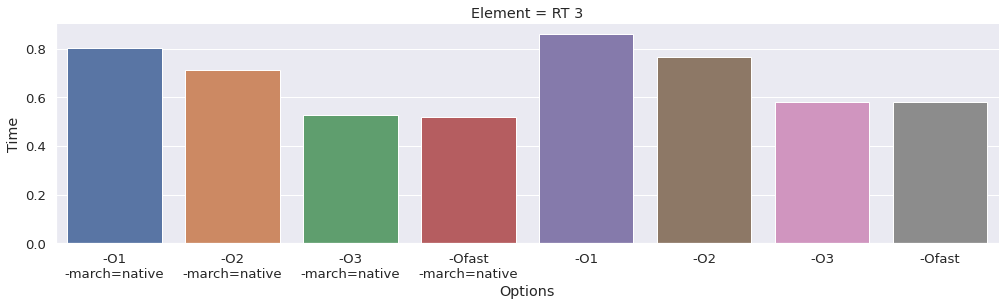 Element = RT 3
Time
0.8
0.6
0.4
0.2
0.0
-O1 -O2 -O3 -Ofast -O1 -O2 -O3 -Ofast
-march=native -march=native -march=native -march=native
Options